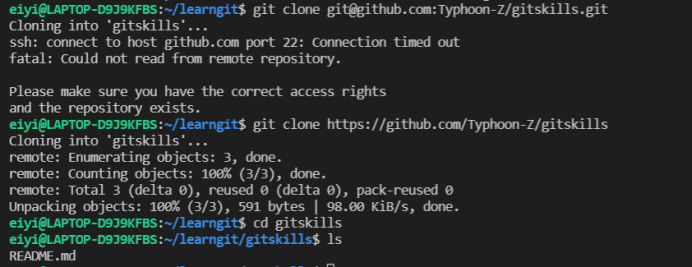 eiyi@LAPTOP-D9J9KFBS:~/learngit$ git clone git@github.com:Typhoon-Z/gitskills.git
Cloning into 'gitskills'...
ssh: connect to host github.com port 22: Connection timed out
fatal: Could not read from remote repository.

Please make sure you have the correct access rights
and the repository exists.
eiyi@LAPTOP-D9J9KFBS:~/learngit$ git clone https://github.com/Typhoon-Z/gitskills
Cloning into 'gitskills'...
remote: Enumerating objects: 3, done.
remote: Counting objects: 100% (3/3), done.
remote: Total 3 (delta 0), reused 0 (delta 0), pack-reused 0
Unpacking objects: 100% (3/3), 591 bytes | 98.00 KiB/s, done.
eiyi@LAPTOP-D9J9KFBS:~/learngit$ cd gitskills
eiyi@LAPTOP-D9J9KFBS:~/learngit/gitskills$ ls
README.md